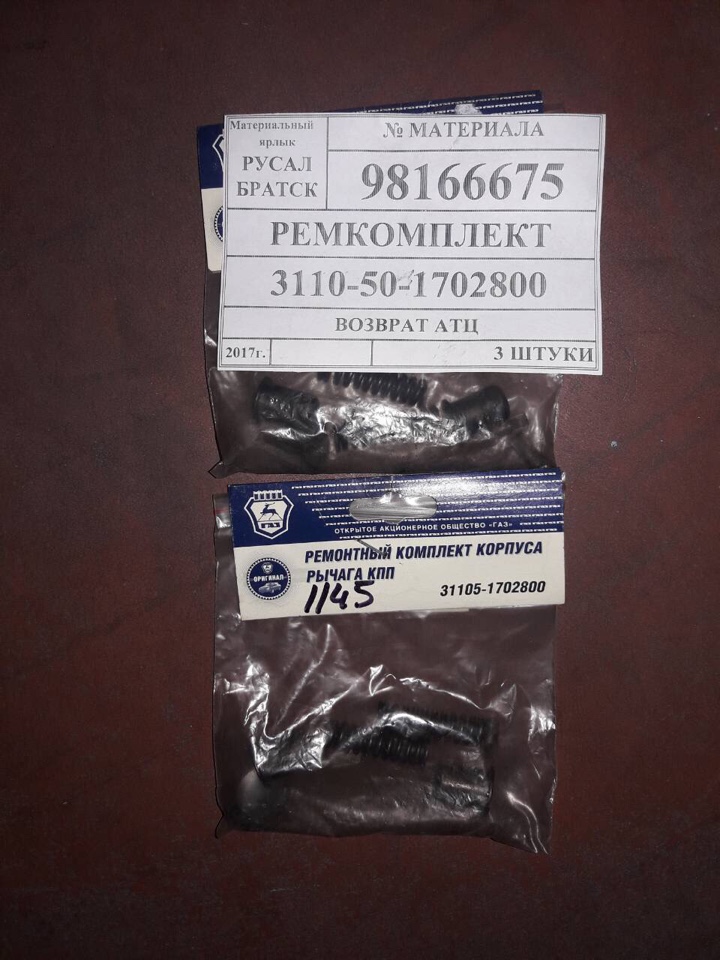 Материальный
ярлык
РУСАЛ
БРАТСК
№ МАТЕРИАЛА
98166675
РЕМКОМПЛЕКТ
3110-50-1702800
ВОЗВРАТ АТЦ
2017г.
3 ШТУКИ
ГАЗ
ОТКРЫТОЕ АКЦИОНЕРНОЕ ОБЩЕСТВО «ГАЗ»
ОРИГИНАЛ
РЕМОНТНЫЙ КОМПЛЕКТ КОРПУСА
РЫЧАГА КПП
1145
31105-1702800